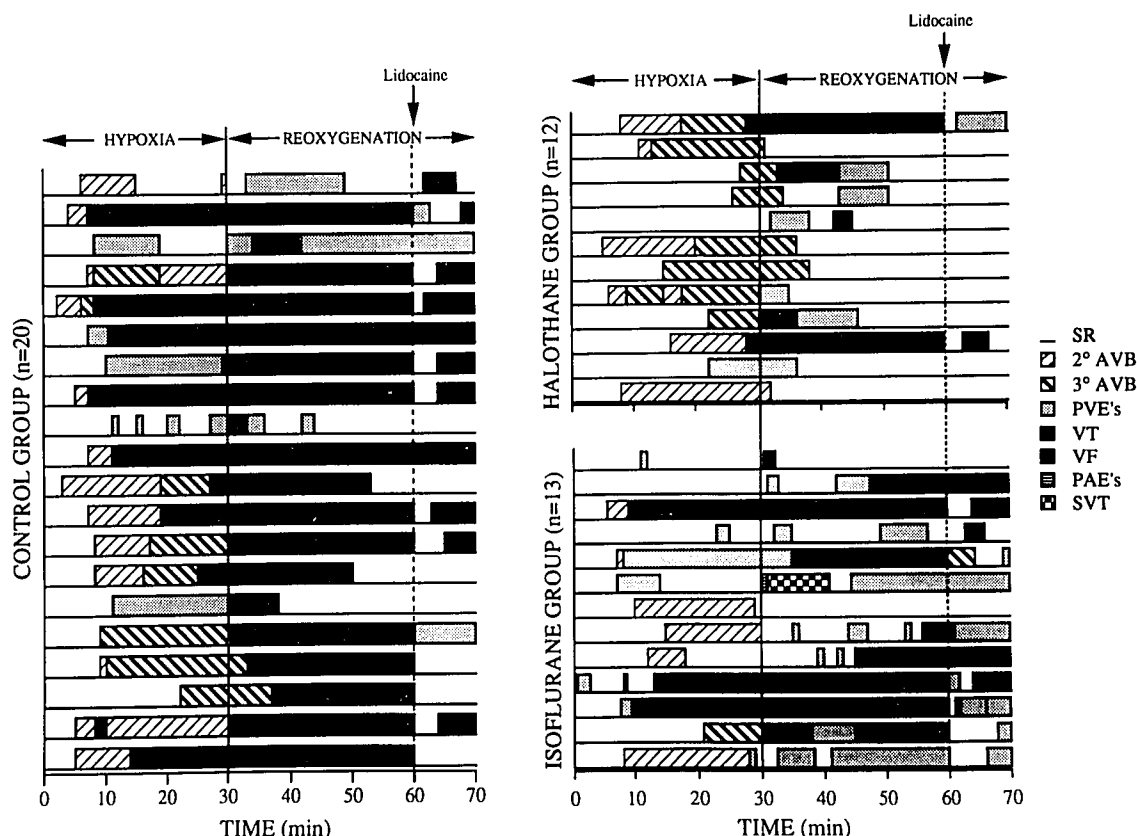 Lidocaine
HYPOXIA
REOXYGENATION
CONTROL GROUP (n=20)
0 10 20 30 40 50 60 70
TIME (min)
Lidocaine
HYPOXIA
REOXYGENATION
HALOTHANE GROUP (n=12)
ISOFLURANE GROUP (n=13)
0 10 20 30 40 50 60 70
TIME (min)
SR
2° AVB
3° AVB
PVE's
VT
VF
PAE's
SVT